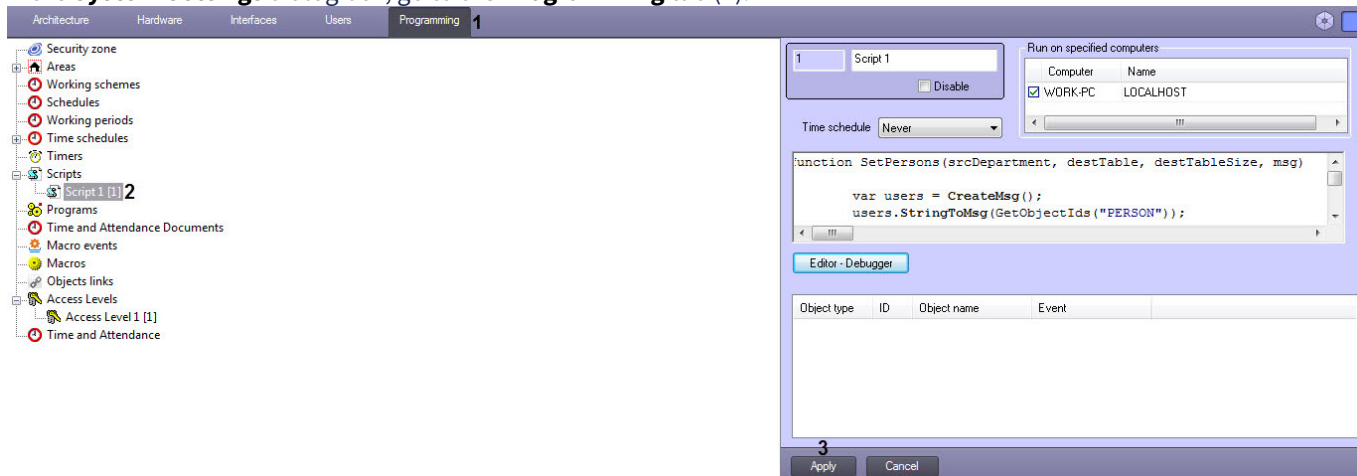 Architecture Hardware Interfaces Users Programming 1
Security zone
Areas
Working schemes
Schedules
Working periods
Time schedules
Timers
Scripts
Script 1 [1] 2
Programs
Time and Attendance Documents
Macro events
Macros
Objects links
Access Levels
Access Level 1 [1]
Time and Attendance
1 Script 1
Disable
Run on specified computers
Computer Name
WORK-PC LOCALHOST
Time schedule Never
function SetPersons(srcDepartment, destTable, destTableSize, msg)
var users = CreateMsg();
users.StringToMsg(GetObjectIds("PERSON"));
Editor - Debugger
Object type ID Object name Event
3
Apply Cancel